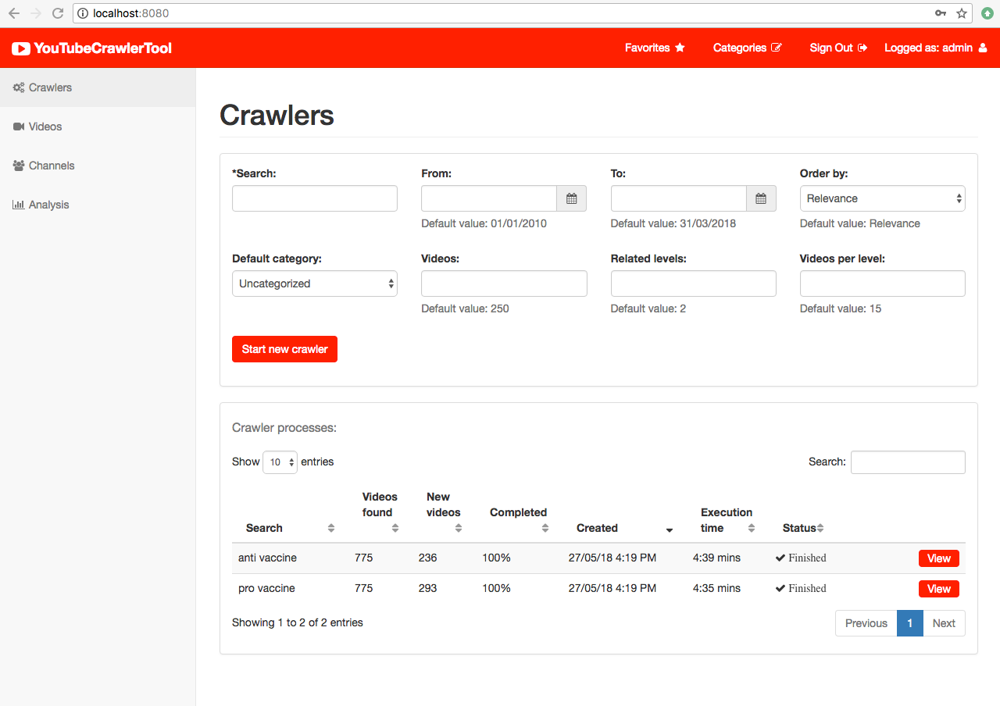 localhost:8080
YouTubeCrawlerTool
Favorites
Categories
Sign Out
Logged as: admin
Crawlers
Videos
Channels
Analysis
Crawlers
*Search:
From:
To:
Order by:
Relevance
Default value: 01/01/2010
Default value: 31/03/2018
Default value: Relevance
Default category:
Videos:
Related levels:
Videos per level:
Uncategorized
Default value: 250
Default value: 2
Default value: 15
Start new crawler
Crawler processes:
Show 10 entries
Search:
Search
Videos found
New videos
Completed
Created
Execution time
Status
anti vaccine 775 236 100% 27/05/18 4:19 PM 4:39 mins Finished View
pro vaccine 775 293 100% 27/05/18 4:19 PM 4:35 mins Finished View
Showing 1 to 2 of 2 entries
Previous 1 Next